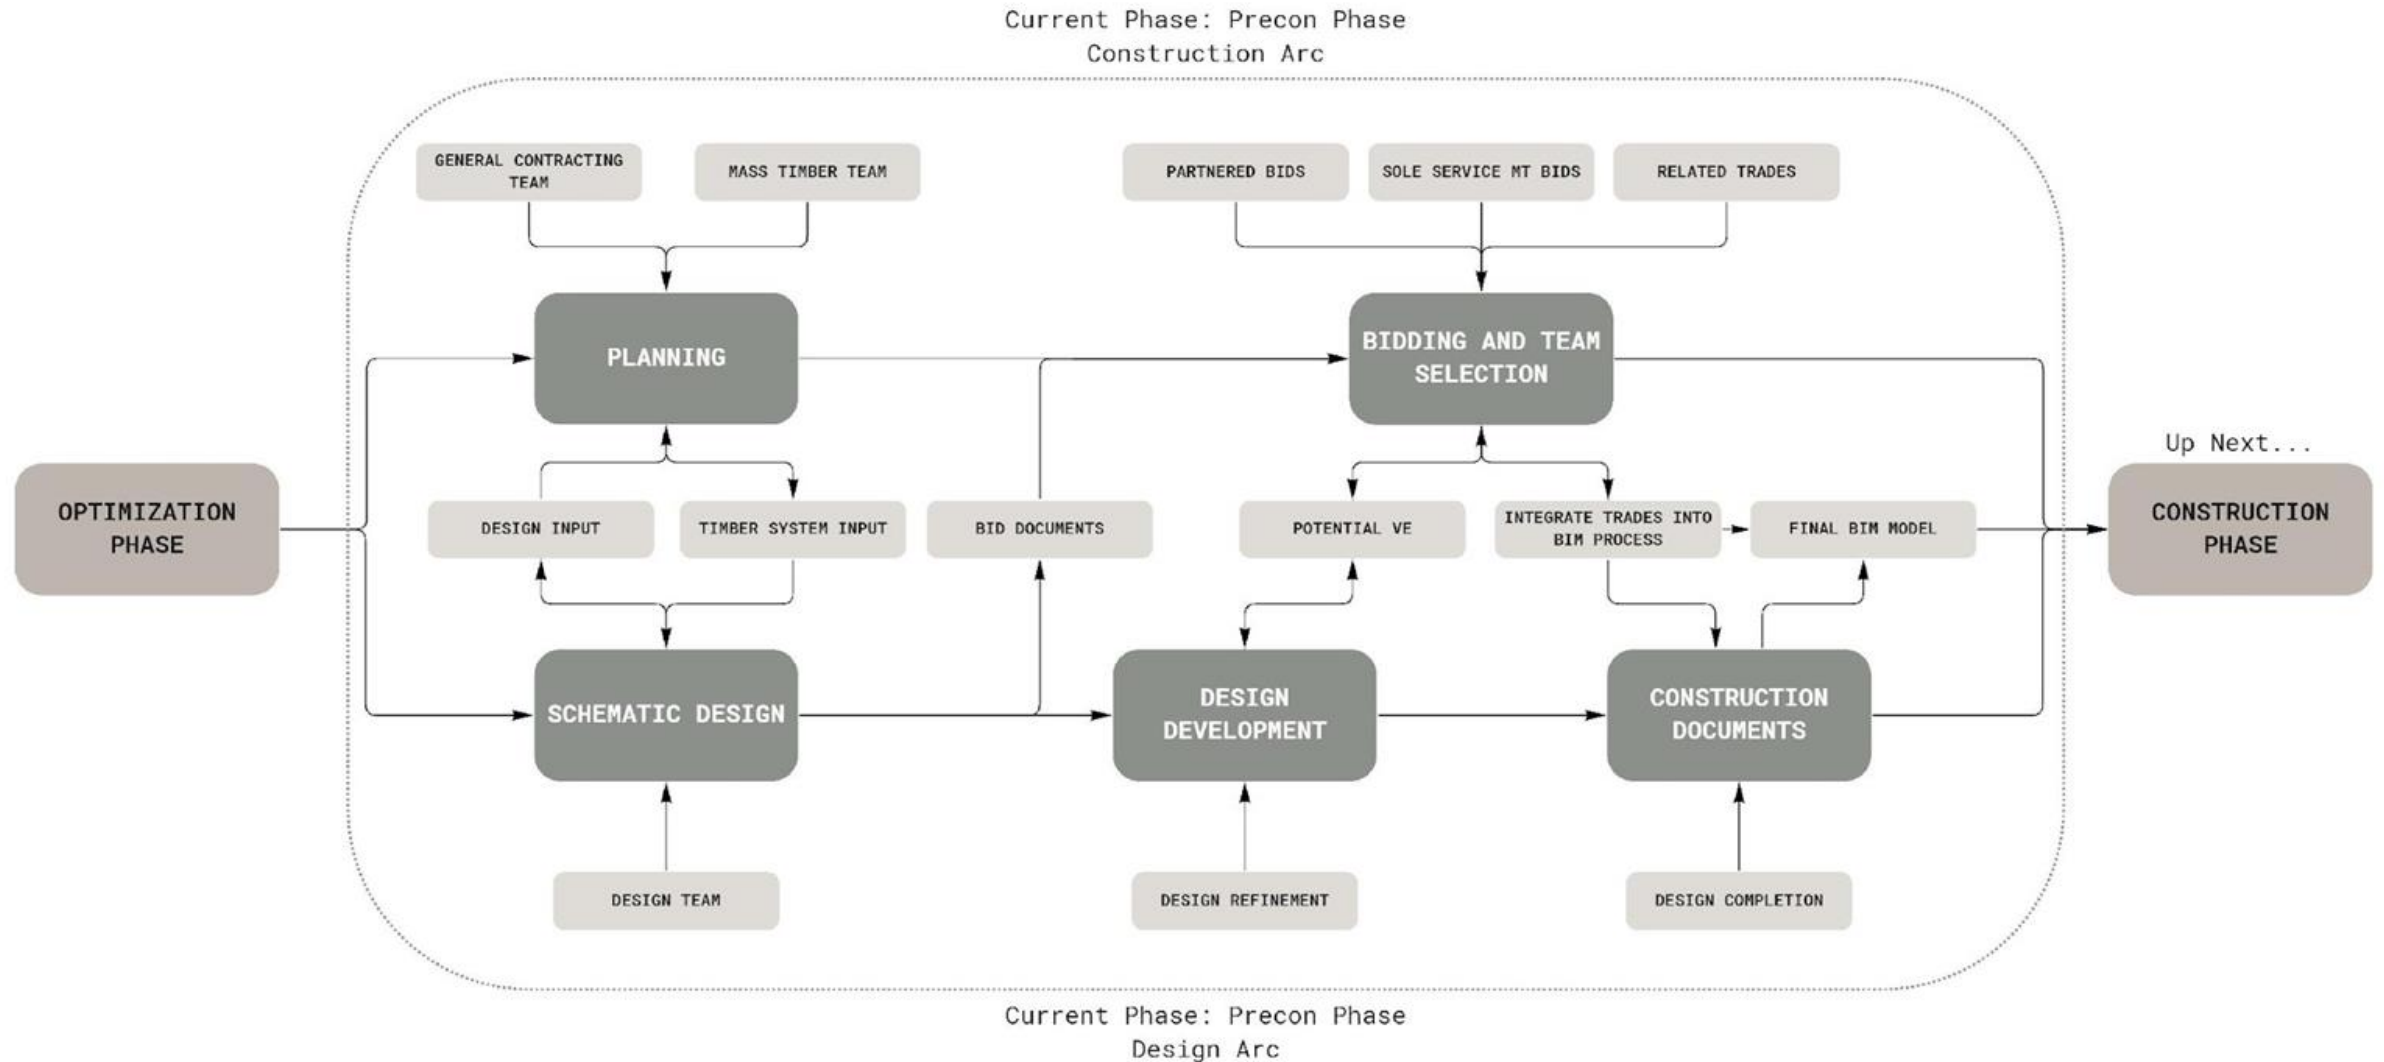 Current Phase: Precon Phase
Construction Arc
GENERAL CONTRACTING
TEAM
MASS TIMBER TEAM
PARTNERED BIDS
SOLE SERVICE MT BIDS
RELATED TRADES
PLANNING
BIDDING AND TEAM
SELECTION
Up Next...
OPTIMIZATION
PHASE
DESIGN INPUT
TIMBER SYSTEM INPUT
BID DOCUMENTS
POTENTIAL VE
INTEGRATE TRADES INTO
BIM PROCESS
FINAL BIM MODEL
CONSTRUCTION
PHASE
SCHEMATIC DESIGN
DESIGN
DEVELOPMENT
CONSTRUCTION
DOCUMENTS
DESIGN TEAM
DESIGN REFINEMENT
DESIGN COMPLETION
Current Phase: Precon Phase
Design Arc